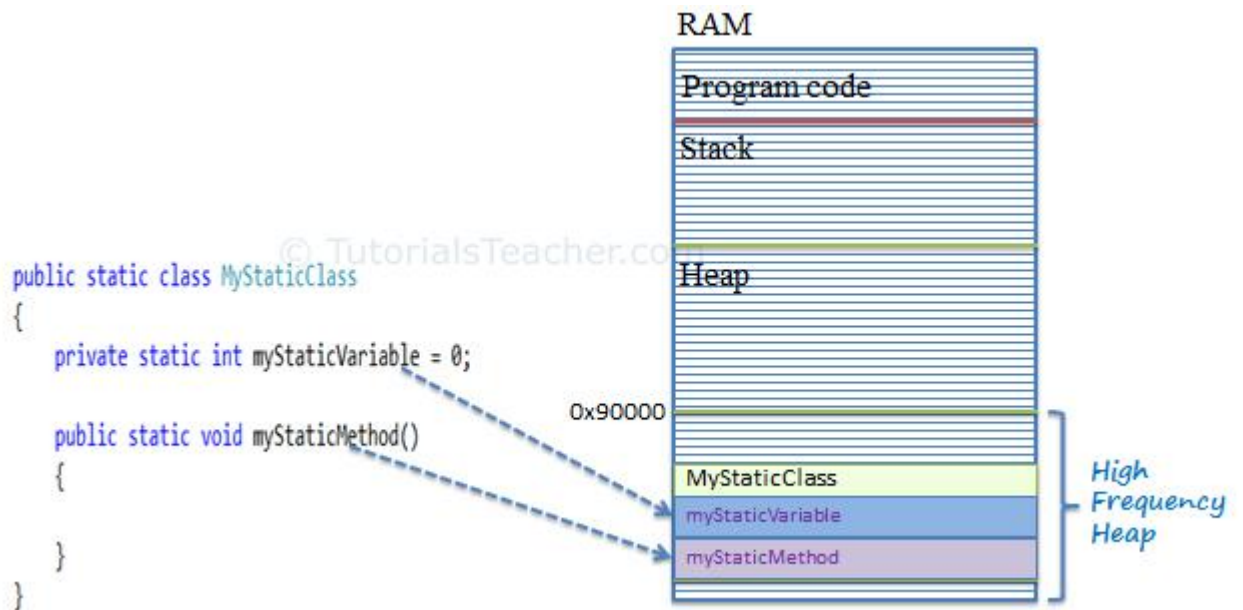 RAM
Program code
Stack
© TutorialsTeacher.com
Heap
public static class MyStaticClass
{
private static int myStaticVariable = 0;
public static void myStaticMethod()
{
}
}
0x90000
MyStaticClass
myStaticVariable
myStaticMethod
High
Frequency
Heap